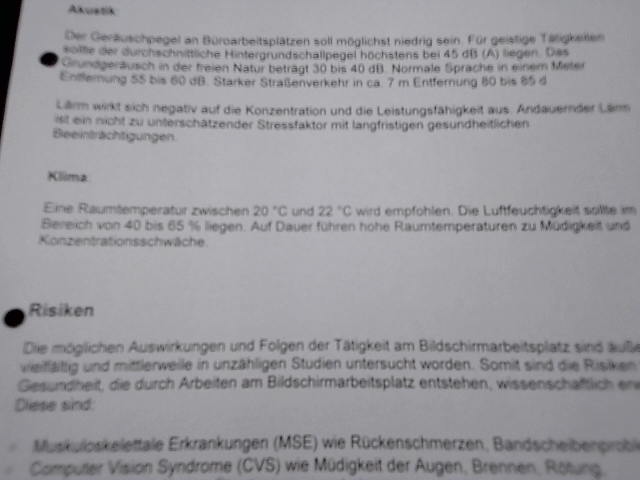 Akustik:
Der Geräuschpegel an Büroarbeitsplätzen soll möglichst niedrig sein. Für geistige Tätigkeiten
sollte der durchschnittliche Hintergrundschallpegel höchstens bei 45 dB (A) liegen. Das
Grundgeräusch in der freien Natur beträgt 30 bis 40 dB. Normale Sprache in einem Meter
Entfernung 55 bis 60 dB. Starker Straßenverkehr in ca. 7 m Entfernung 80 bis 85 d
Lärm wirkt sich negativ auf die Konzentration und die Leistungsfähigkeit aus. Andauernder Lärm
ist ein nicht zu unterschätzender Stressfaktor mit langfristigen gesundheitlichen
Beeinträchtigungen.
Klima:
Eine Raumtemperatur zwischen 20 °C und 22 °C wird empfohlen. Die Luftfeuchtigkeit sollte im
Bereich von 40 bis 65 % liegen. Auf Dauer führen hohe Raumtemperaturen zu Müdigkeit und
Konzentrationsschwäche.
Risiken
Die möglichen Auswirkungen und Folgen der Tätigkeit am Bildschirmarbeitsplatz sind äuße
vielfältig und mittlerweile in unzähligen Studien untersucht worden. Somit sind die Risiken
Gesundheit, die durch Arbeiten am Bildschirmarbeitsplatz entstehen, wissenschaftlich
Diese sind:
Muskuloskelettale Erkrankungen (MSE) wie Rückenschmerzen, Bandscheibenproble
Computer Vision Syndrome (CVS) wie Müdigkeit der Augen, Brennen, Rötung,